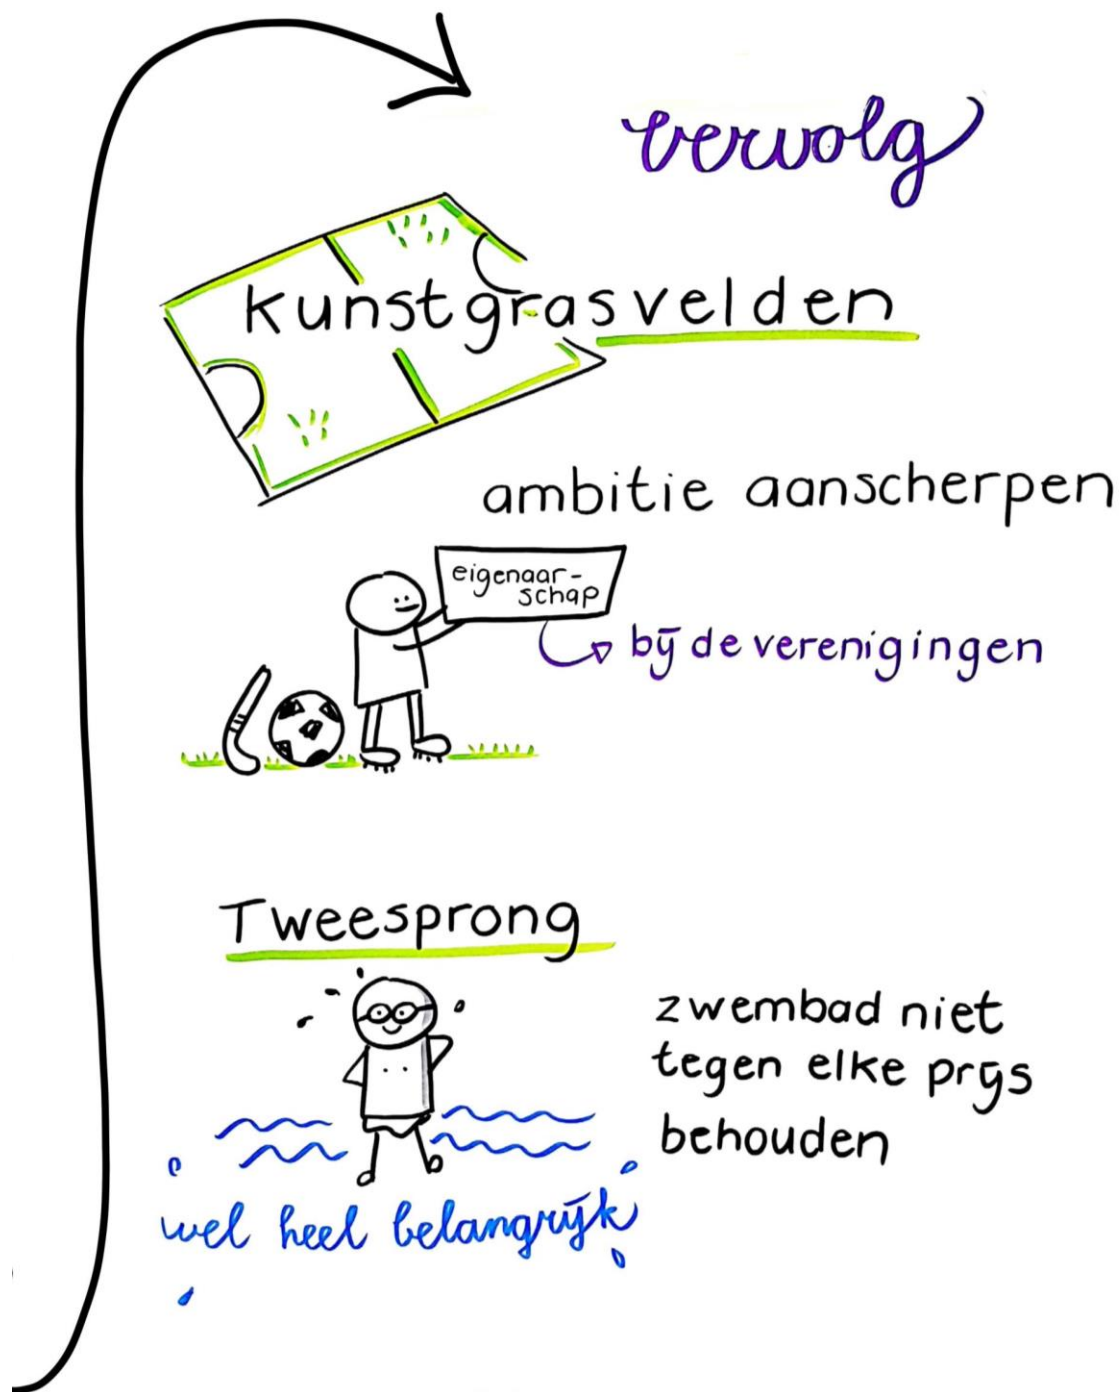 vervolg
kunstgrasvelden
ambitie aanscherpen
eigenaar-
schap
bij de verenigingen
Tweesprong
zwembad niet
tegen elke prijs
behouden
wel heel belangrijk